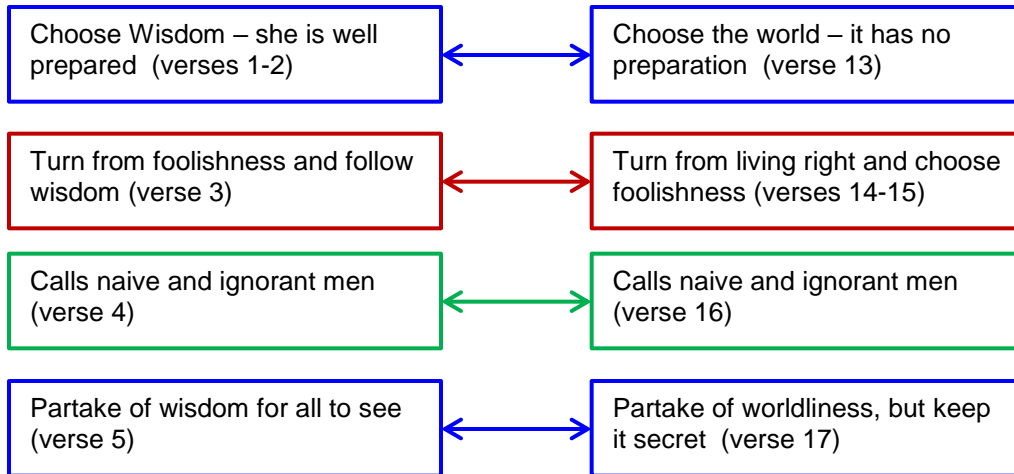 Choose Wisdom – she is well
prepared (verses 1-2)
Choose the world – it has no
preparation (verse 13)
Turn from foolishness and follow
wisdom (verse 3)
Turn from living right and choose
foolishness (verses 14-15)
Calls naive and ignorant men
(verse 4)
Calls naive and ignorant men
(verse 16)
Partake of wisdom for all to see
(verse 5)
Partake of worldliness, but keep
it secret (verse 17)